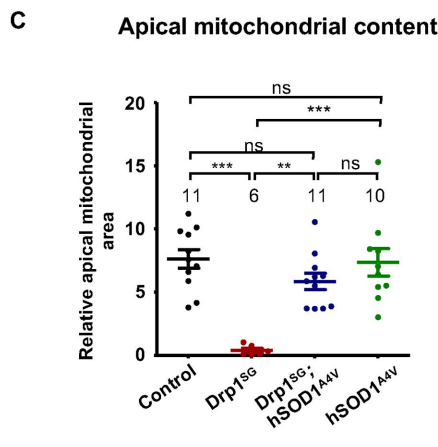 C
Apical mitochondrial content
Relative apical mitochondrial
area
20
15
10
5
0
ns
***
ns
*** ** ns
11 6 11 10
Control
Drp1SG
Drp1SG;
hSOD1A4V
hSOD1A4V